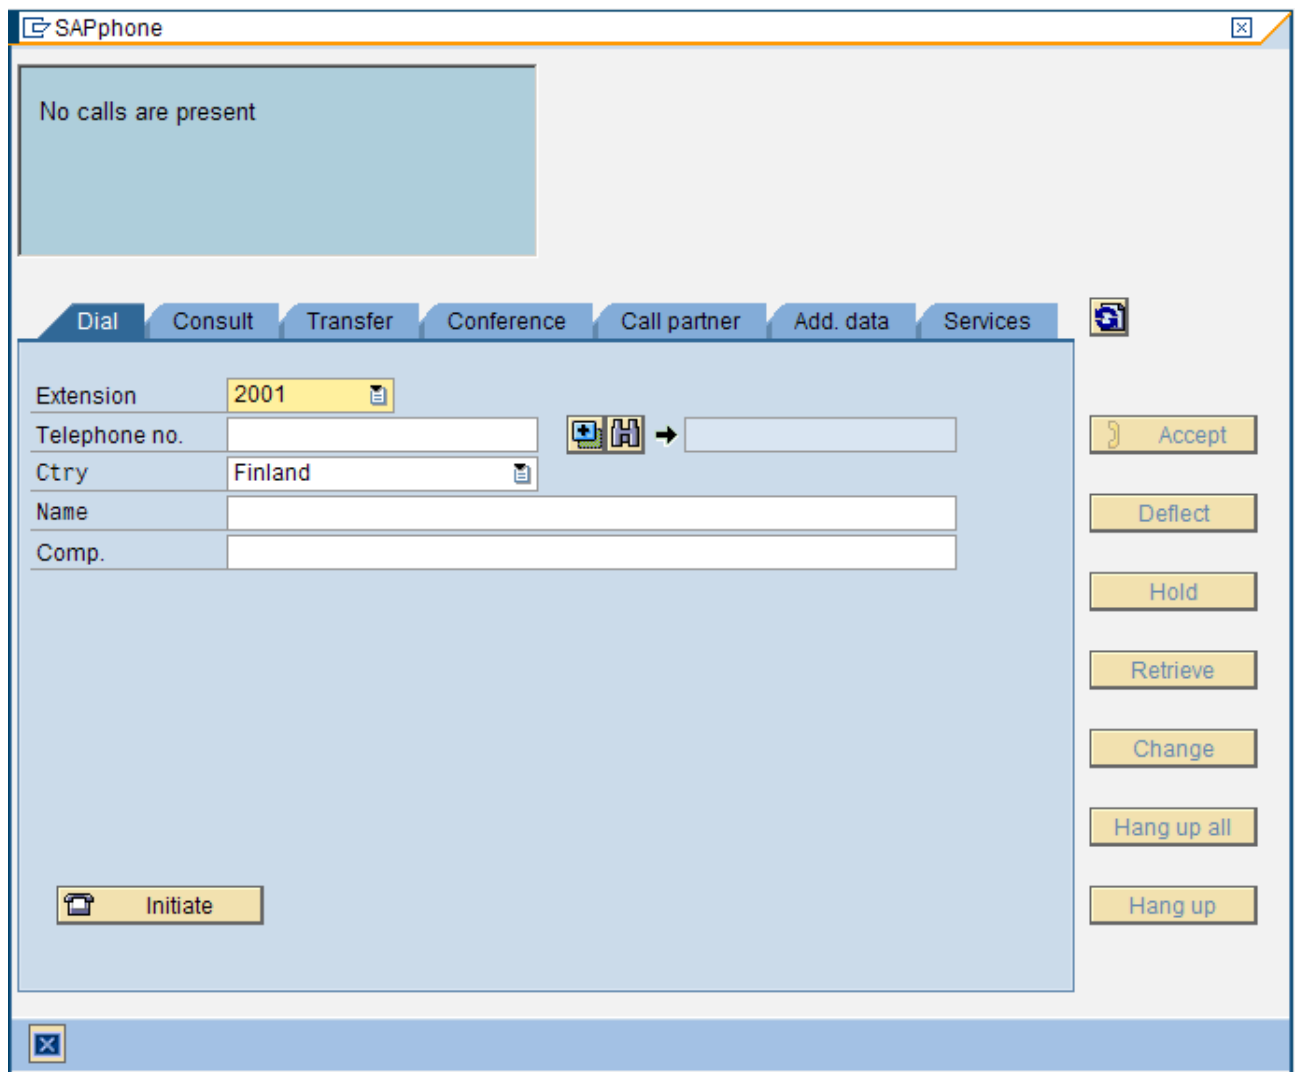 SAPphone
No calls are present
Dial Consult Transfer Conference Call partner Add. data Services
Extension 2001
Telephone no.
Ctry Finland
Name
Comp.
Accept
Deflect
Hold
Retrieve
Change
Hang up all
Initiate
Hang up